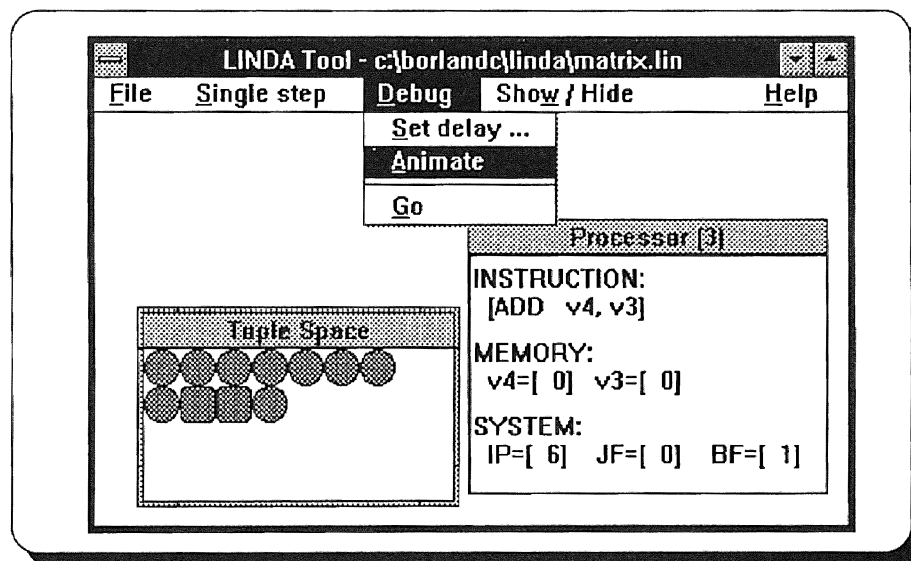 LINDA Tool - c:\borlandc\linda\matrix.lin
File Single step Debug Show / Hide Help
Set delay ...
Animate
Go
Processor [3]
INSTRUCTION:
[ADD v4, v3]
MEMORY:
v4=[ 0] v3=[ 0]
SYSTEM:
IP=[ 6] JF=[ 0] BF=[ 1]
Tuple Space